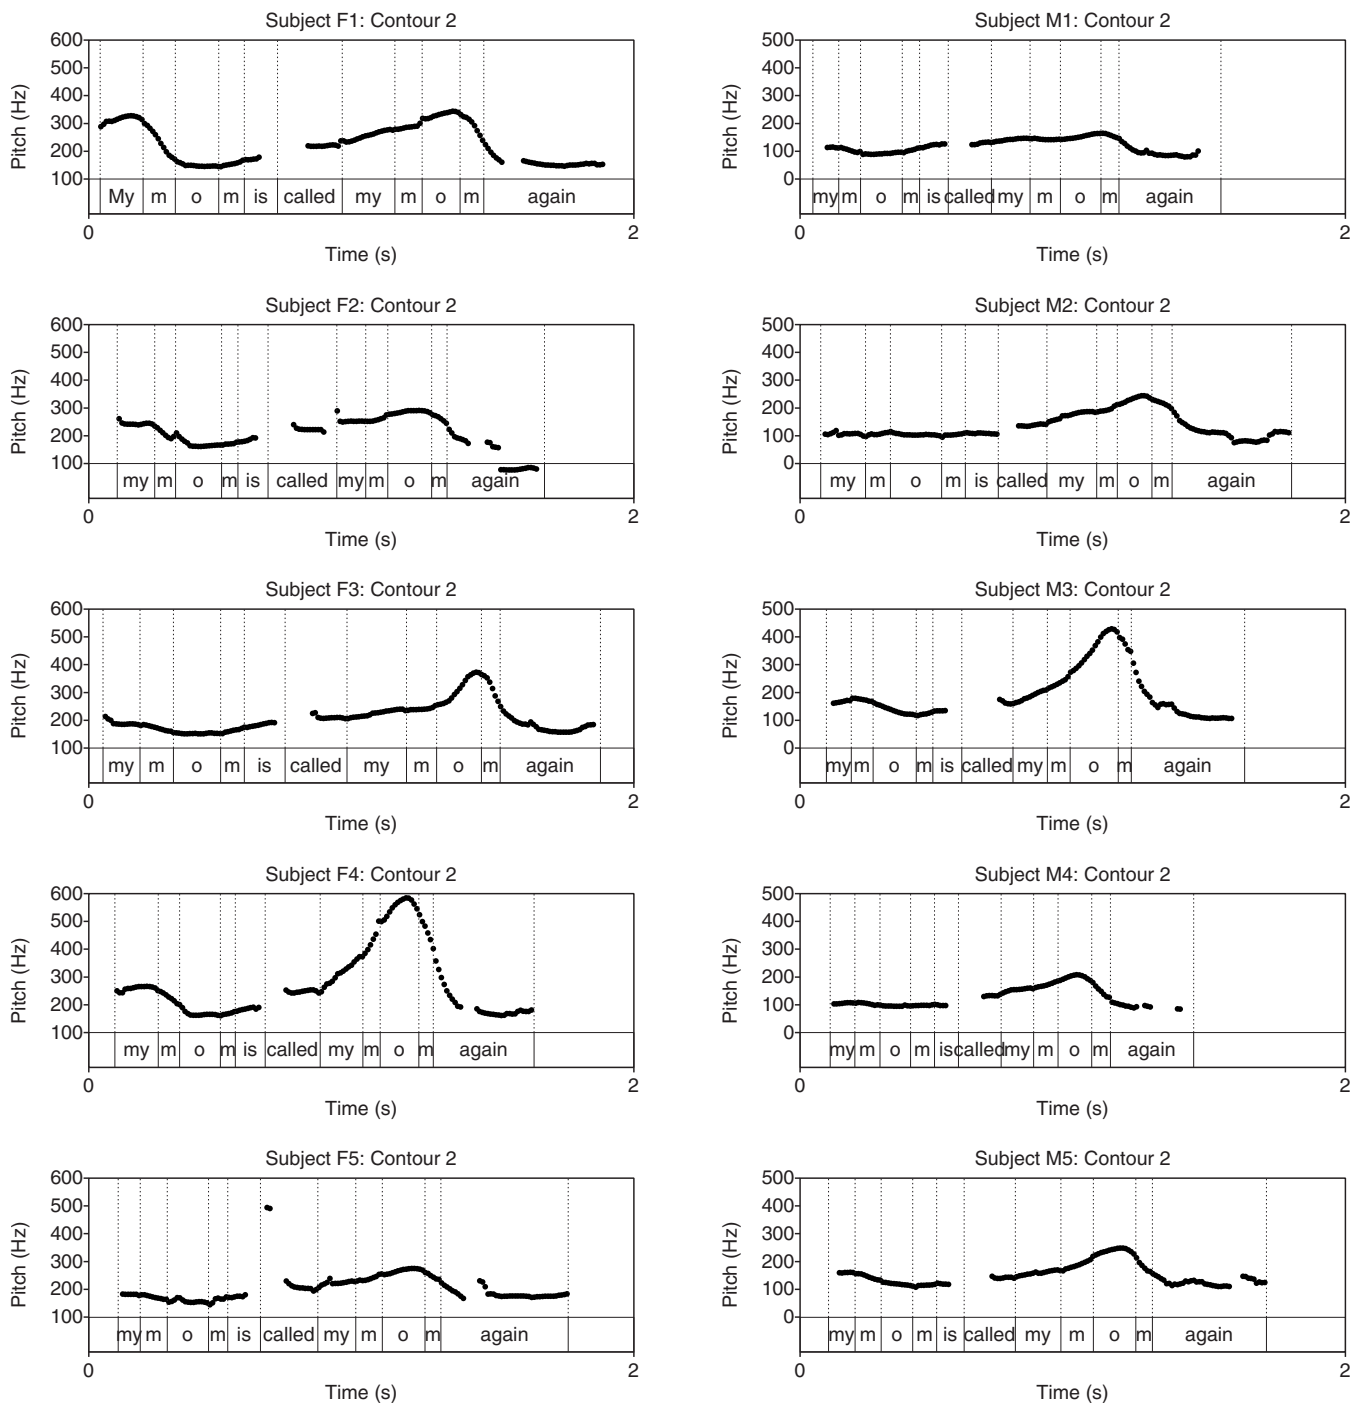 Subject F1: Contour 2
600
500
400
300
200
100
Pitch (Hz)
My m o m is called my m o m again
0 2
Time (s)
Subject M1: Contour 2
500
400
300
200
100
0
Pitch (Hz)
my m o m is called my m o m again
0 2
Time (s)
Subject F2: Contour 2
600
500
400
300
200
100
Pitch (Hz)
my m o m is called my m o m again
0 2
Time (s)
Subject M2: Contour 2
500
400
300
200
100
0
Pitch (Hz)
my m o m is called my m o m again
0 2
Time (s)
Subject F3: Contour 2
600
500
400
300
200
100
Pitch (Hz)
my m o m is called my m o m again
0 2
Time (s)
Subject M3: Contour 2
500
400
300
200
100
0
Pitch (Hz)
my m o m is called my m o m again
0 2
Time (s)
Subject F4: Contour 2
600
500
400
300
200
100
Pitch (Hz)
my m o m is called my m o m again
0 2
Time (s)
Subject M4: Contour 2
500
400
300
200
100
0
Pitch (Hz)
my m o m is called my m o m again
0 2
Time (s)
Subject F5: Contour 2
600
500
400
300
200
100
Pitch (Hz)
my m o m is called my m o m again
0 2
Time (s)
Subject M5: Contour 2
500
400
300
200
100
0
Pitch (Hz)
my m o m is called my m o m again
0 2
Time (s)